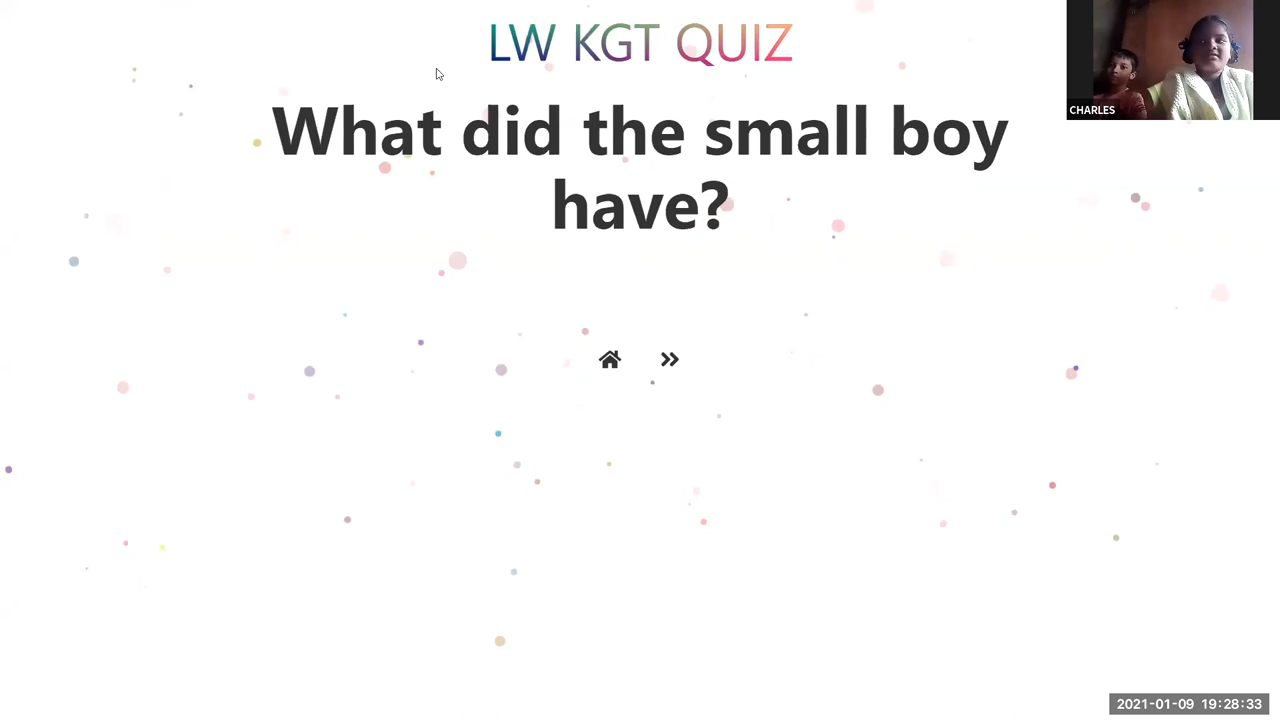 LW KGT QUIZ
CHARLES
What did the small boy
have?
2021-01-09 19:28:33